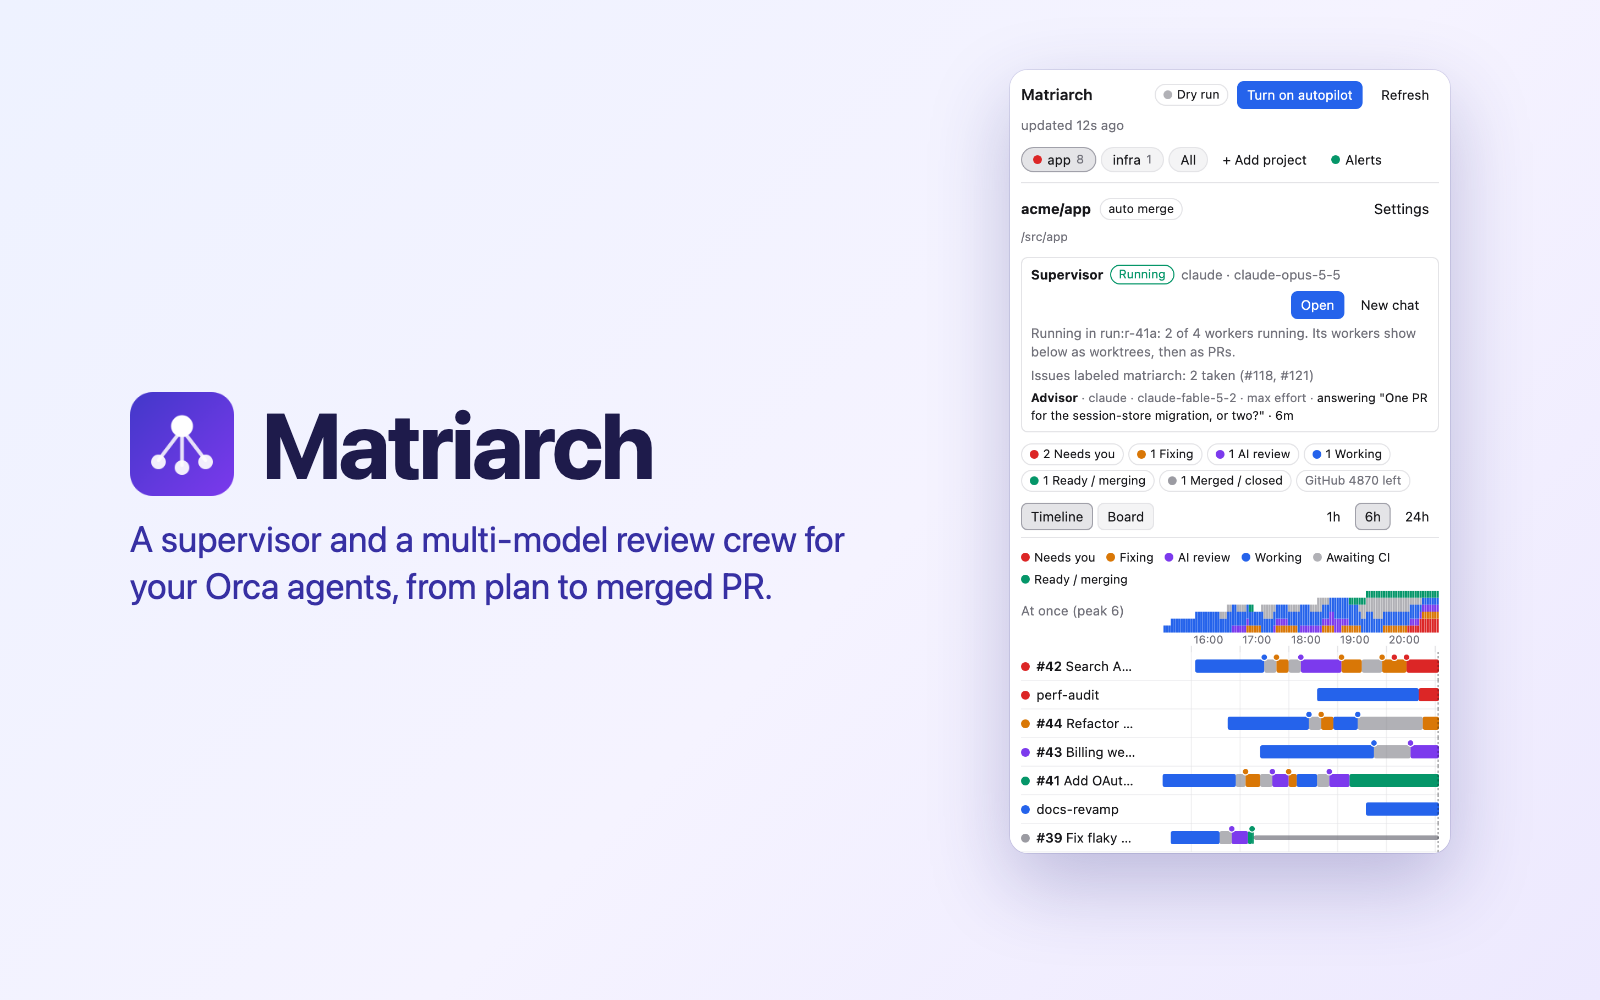 Matriarch
A supervisor and a multi-model review crew for
your Orca agents, from plan to merged PR.
Matriarch Dry run Turn on autopilot Refresh
updated 12s ago
app 8 infra 1 All + Add project Alerts
acme/app auto merge Settings
/src/app
Supervisor Running claude · claude-opus-5-5
Open New chat
Running in run:r-41a: 2 of 4 workers running. Its workers show
below as worktrees, then as PRs.
Issues labeled matriarch: 2 taken (#118, #121)
Advisor · claude · claude-fable-5-2 · max effort · answering "One PR
for the session-store migration, or two?" · 6m
2 Needs you 1 Fixing 1 AI review 1 Working
1 Ready / merging 1 Merged / closed GitHub 4870 left
Timeline Board 1h 6h 24h
Needs you Fixing AI review Working Awaiting CI
Ready / merging
At once (peak 6)
16:00 17:00 18:00 19:00 20:00
#42 Search A...
perf-audit
#44 Refactor ...
#43 Billing we...
#41 Add OAut...
docs-revamp
#39 Fix flaky ...